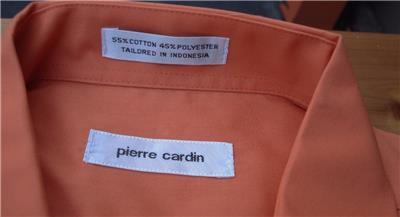 55% COTTON 45% POLYESTER
TAILORED IN INDONESIA
pierre cardin